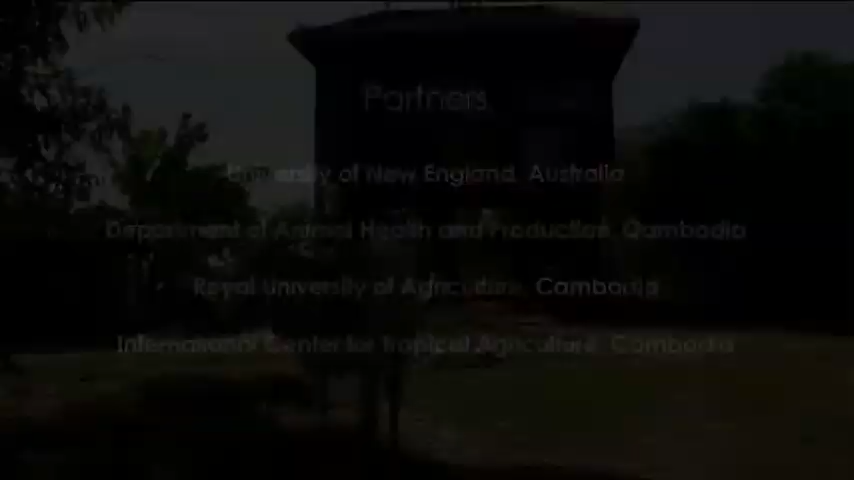 Partners
University of New England, Australia
Department of Animal Health and Production, Cambodia
Royal University of Agriculture, Cambodia
International Center for Tropical Agriculture, Cambodia